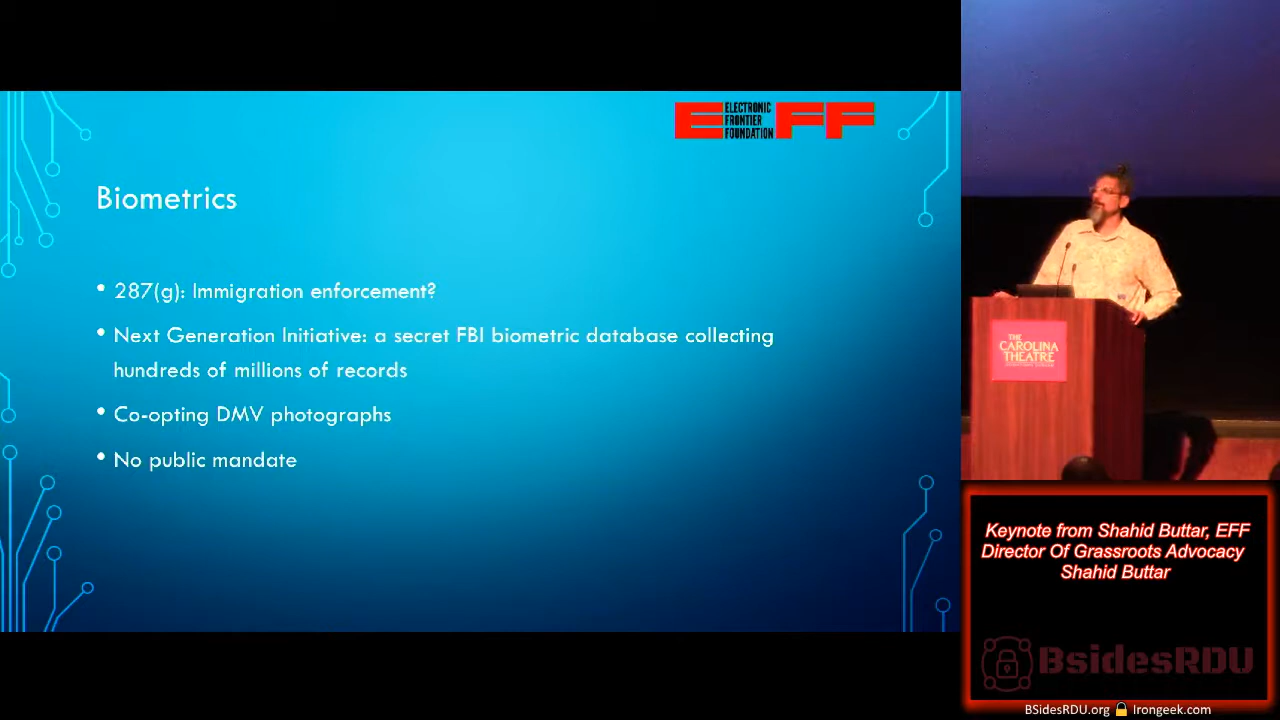 EFF
ELECTRONIC
FRONTIER
FOUNDATION
Biometrics
• 287(g): Immigration enforcement?
• Next Generation Initiative: a secret FBI biometric database collecting
hundreds of millions of records
• Co-opting DMV photographs
• No public mandate
THE
CAROLINA
THEATRE
Keynote from Shahid Buttar, EFF
Director Of Grassroots Advocacy
Shahid Buttar
BsidesRDU
BSidesRDU.org 🔒 Irongeek.com